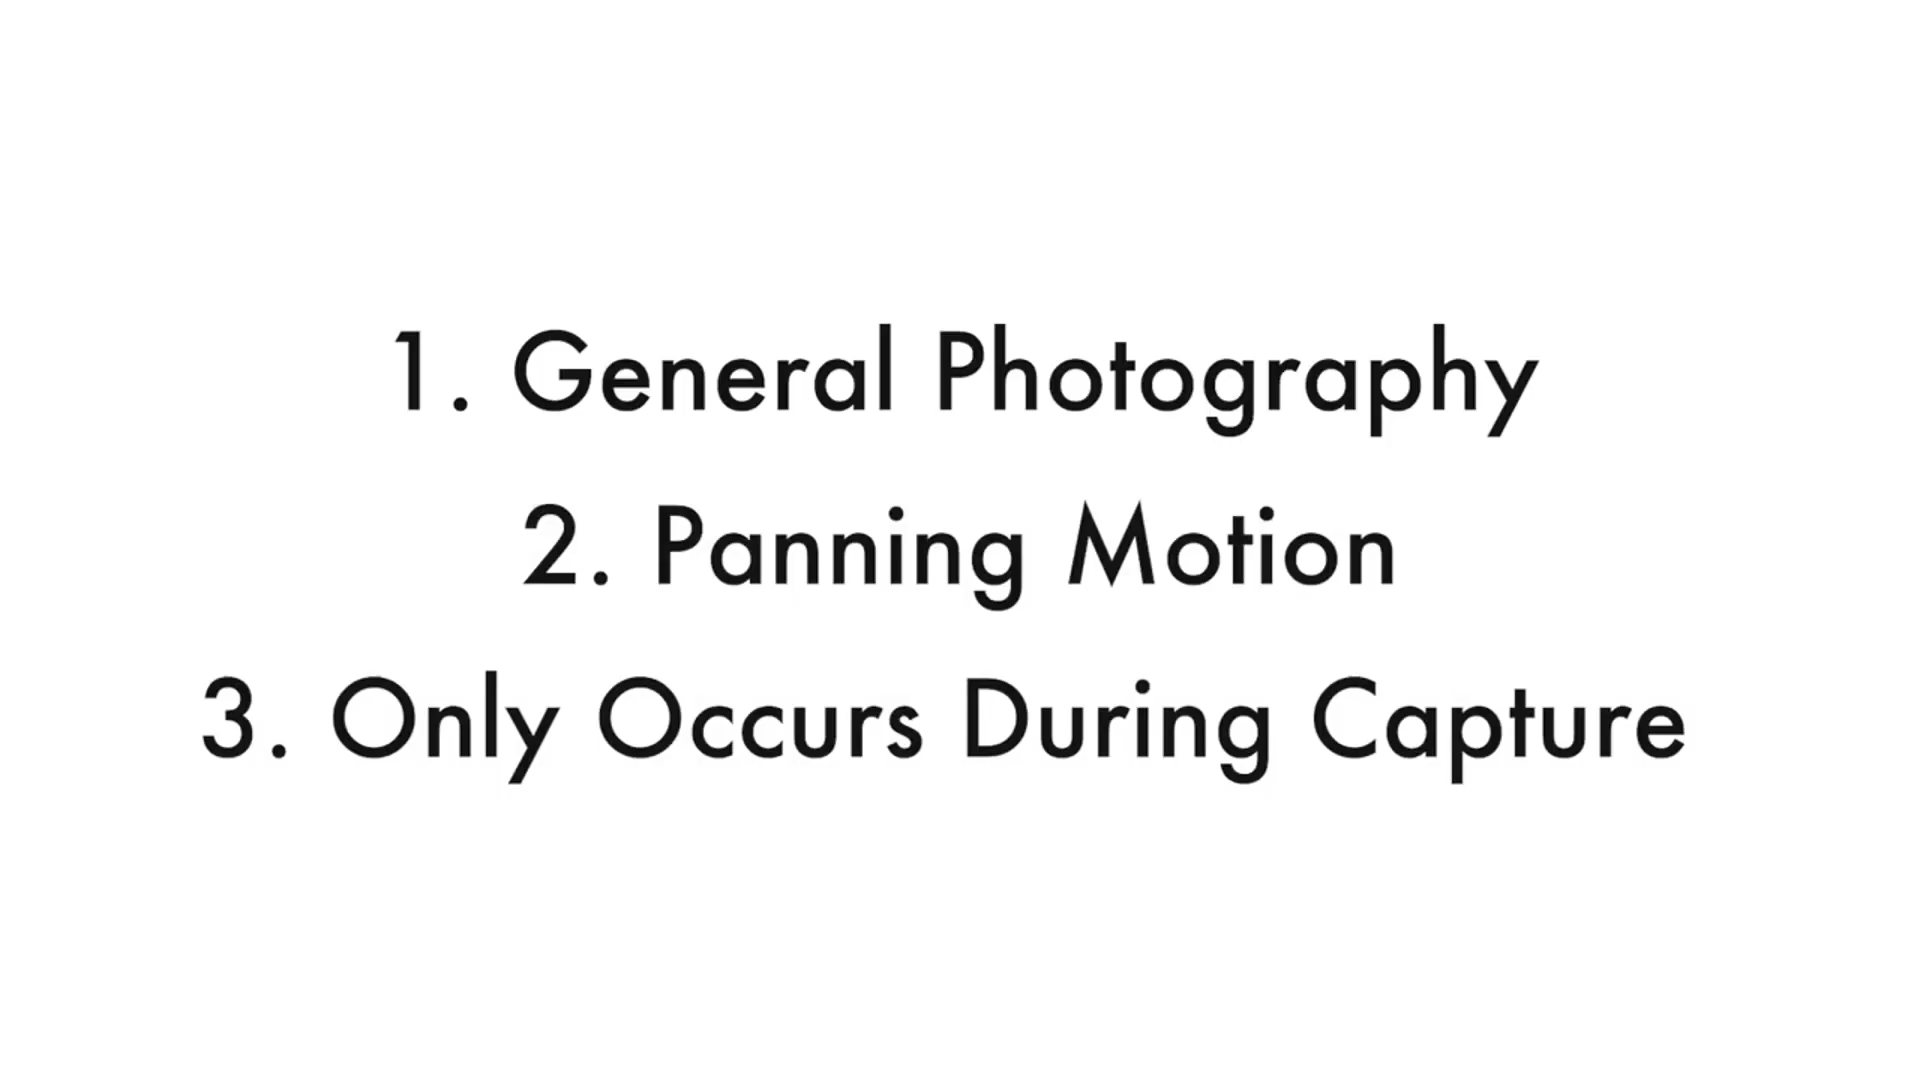 1. General Photography
2. Panning Motion
3. Only Occurs During Capture